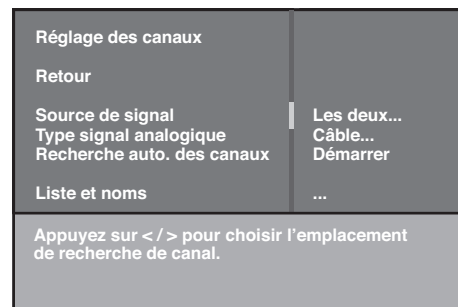 Réglage des canaux
Retour
Source de signal Les deux...
Type signal analogique Câble...
Recherche auto. des canaux Démarrer
Liste et noms ...
Appuyez sur < / > pour choisir l'emplacement
de recherche de canal.